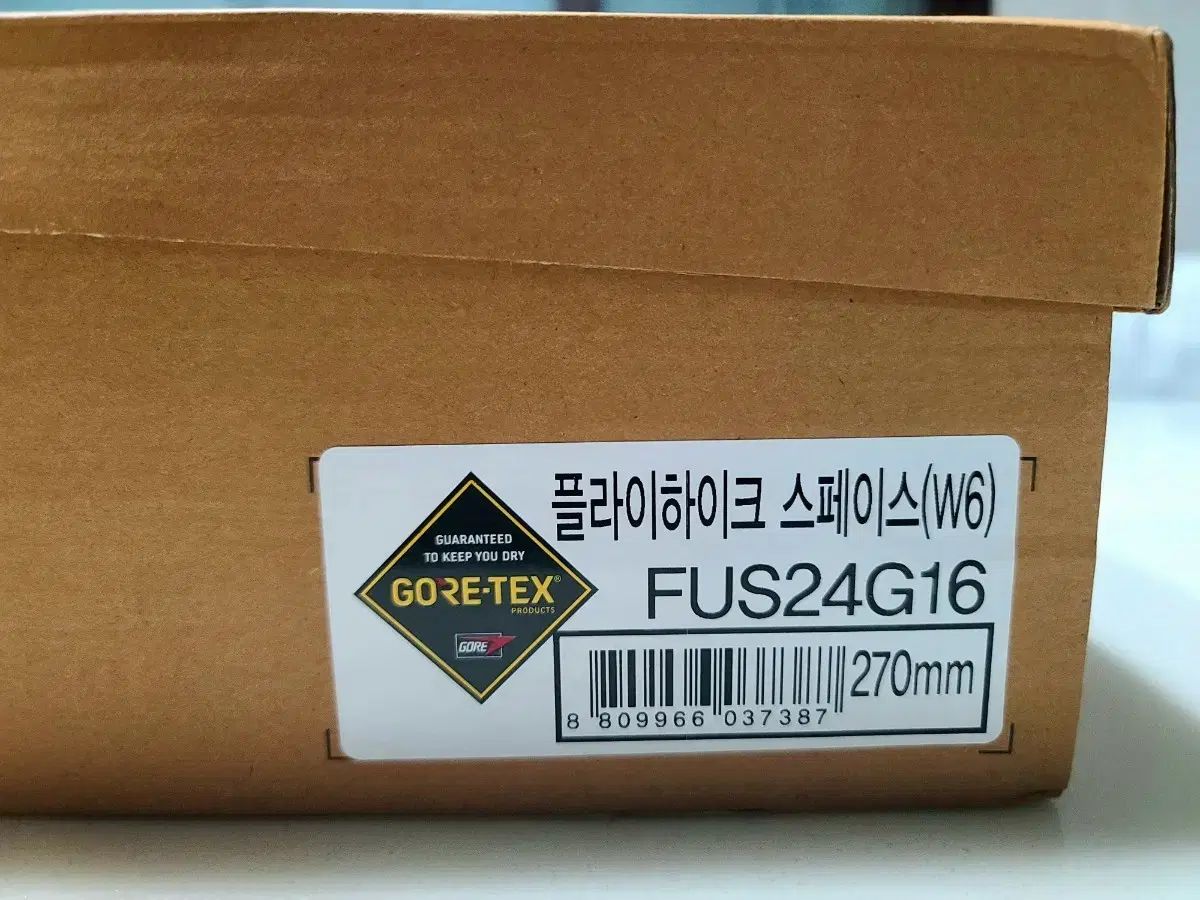 GUARANTEED
TO KEEP YOU DRY
GORE-TEX®
PRODUCTS
GORE
플라이하이크 스페이스(W6)
FUS24G16
270mm
8 809966 037387